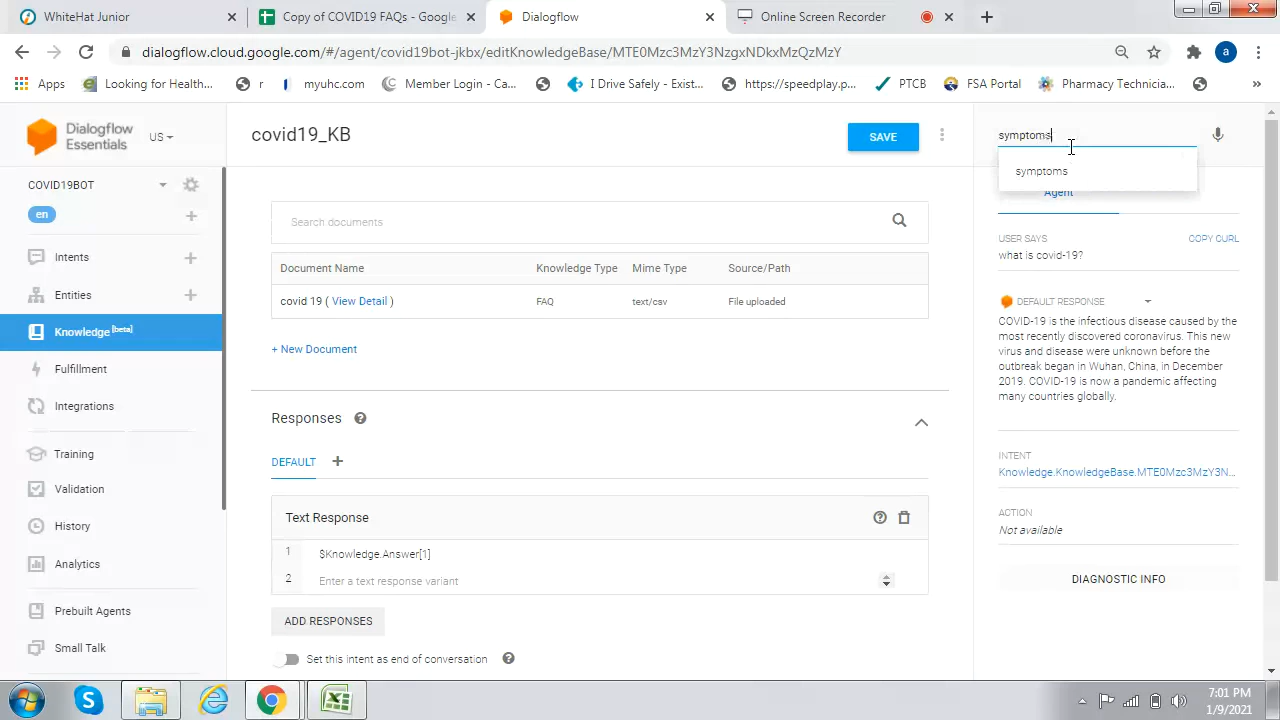 WhiteHat Junior
Copy of COVID19 FAQs - Google
Dialogflow
Online Screen Recorder
dialogflow.cloud.google.com/#/agent/covid19bot-jkbx/editKnowledgeBase/MTE0Mzc3MzY3NzgxNDkxMzQzMzY
a
Apps
Looking for Health...
r
myuhc.com
Member Login - Ca...
I Drive Safely - Exist...
https://speedplay.p...
PTCB
FSA Portal
Pharmacy Technicia...
»
Dialogflow
Essentials
US
covid19_KB
SAVE
symptoms
symptoms
Agent
COVID19BOT
en
Intents
Entities
Knowledge [beta]
Fulfillment
Integrations
Training
Validation
History
Analytics
Prebuilt Agents
Small Talk
Search documents
Document Name Knowledge Type Mime Type Source/Path
covid 19 ( View Detail ) FAQ text/csv File uploaded
+ New Document
Responses
DEFAULT
Text Response
1 $Knowledge.Answer[1]
2 Enter a text response variant
ADD RESPONSES
Set this intent as end of conversation
USER SAYS COPY CURL
what is covid-19?
DEFAULT RESPONSE
COVID-19 is the infectious disease caused by the
most recently discovered coronavirus. This new
virus and disease were unknown before the
outbreak began in Wuhan, China, in December
2019. COVID-19 is now a pandemic affecting
many countries globally.
INTENT
Knowledge.KnowledgeBase.MTE0Mzc3MzY3N...
ACTION
Not available
DIAGNOSTIC INFO
7:01 PM
1/9/2021